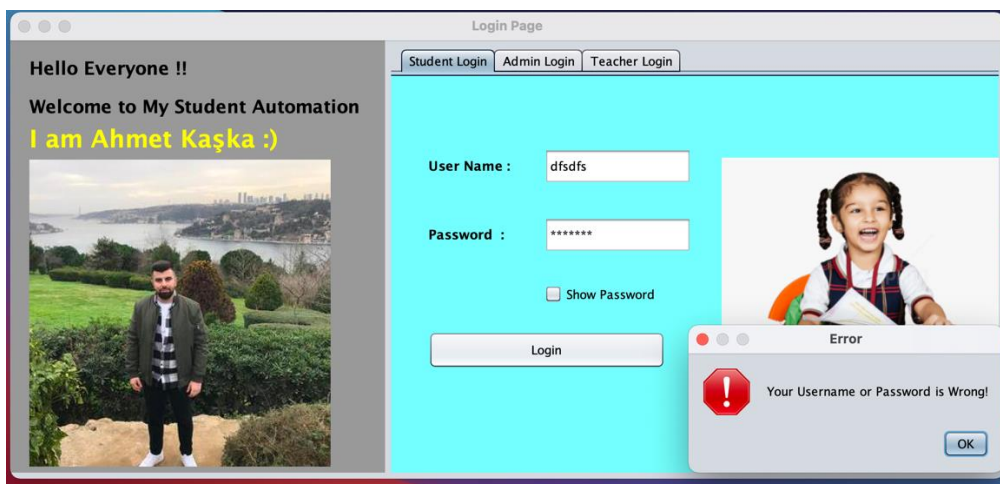 Login Page
Hello Everyone !!
Welcome to My Student Automation
I am Ahmet Kaşka :)
Student Login
Admin Login
Teacher Login
User Name :
dfsdfs
Password :
*******
Show Password
Login
Error
Your Username or Password is Wrong!
OK